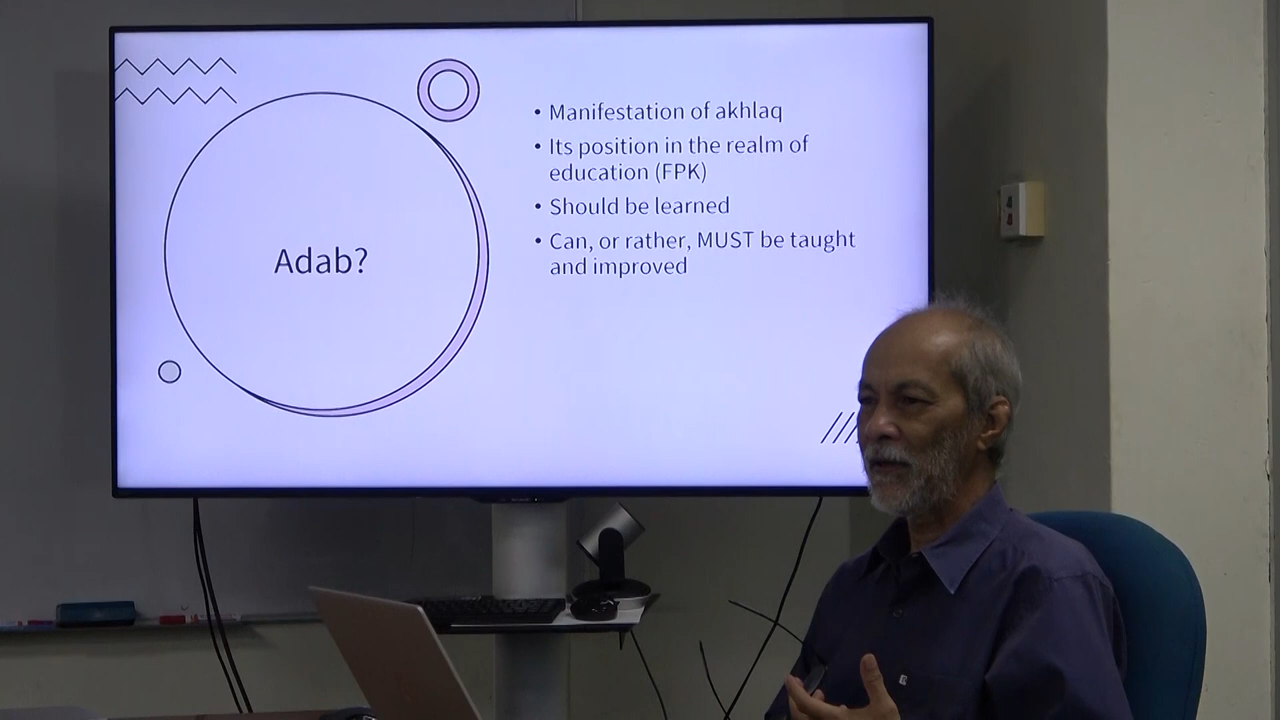 Adab?
• Manifestation of akhlaq
• Its position in the realm of
education (FPK)
• Should be learned
• Can, or rather, MUST be taught
and improved